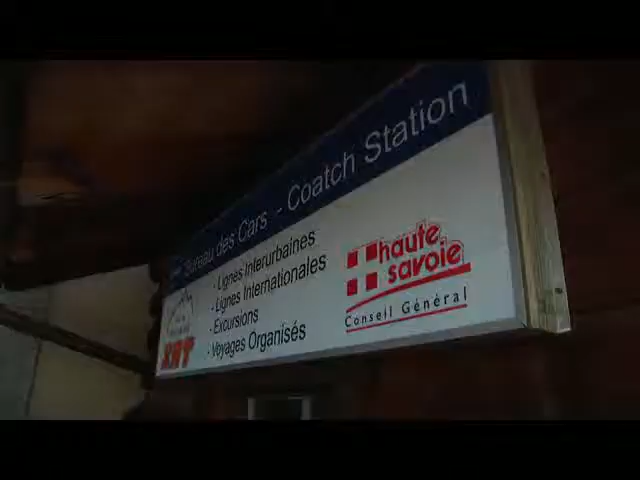 Bureau des Cars - Coatch Station
- Lignes Interurbaines
- Lignes Internationales
- Excursions
- Voyages Organisés
haute
savoie
Conseil Général